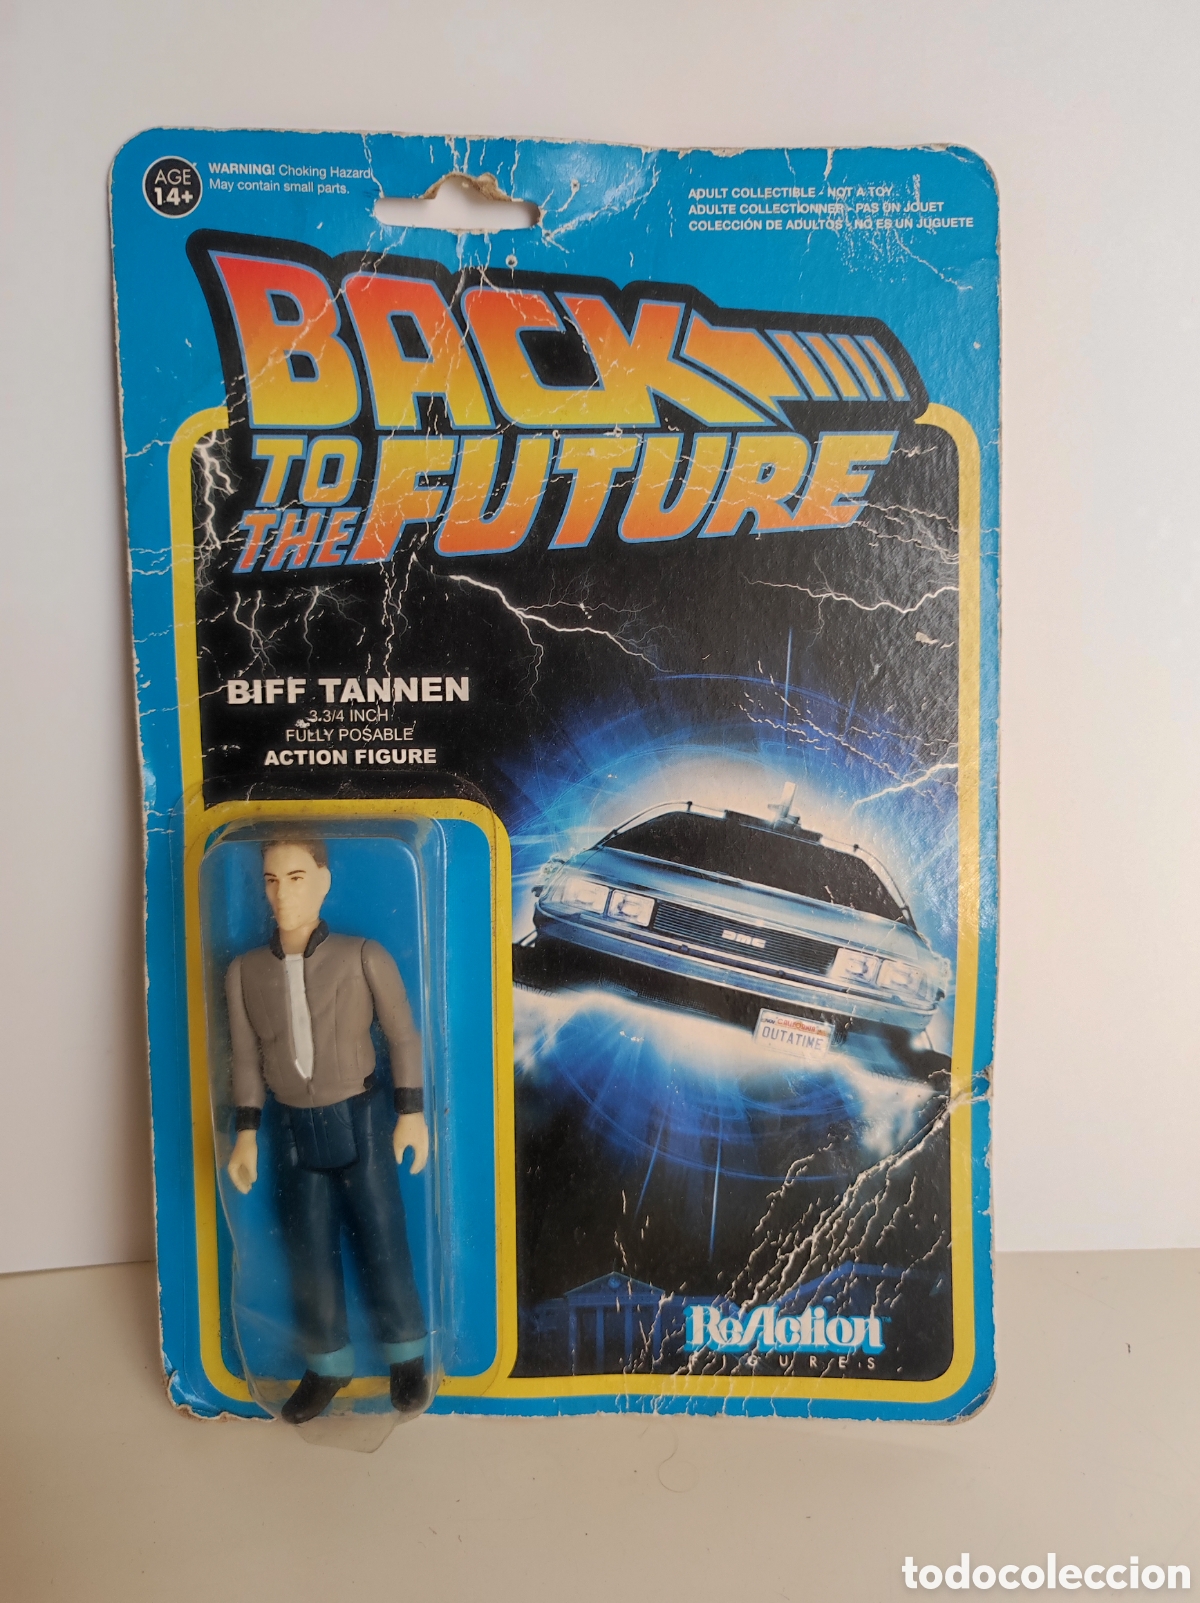 AGE
14+
WARNING! Choking Hazard
May contain small parts.
ADULT COLLECTIBLE - NOT A TOY
ADULTE COLLECTIONNER - PAS UN JOUET
COLECCIÓN DE ADULTOS - NO ES UN JUGUETE
BACK
TO
THE
FUTURE
BIFF TANNEN
3.3/4 INCH
FULLY POSABLE
ACTION FIGURE
DMC
CALIFORNIA
OUTATIME
ReAction
FIGURES
todocoleccion